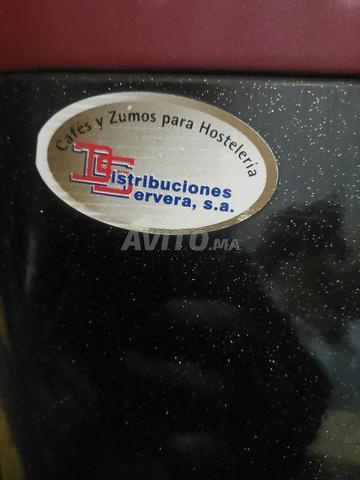 Cafés y Zumos para Hosteleria
Distribuciones
Cervera, s.a.
AVITO.MA